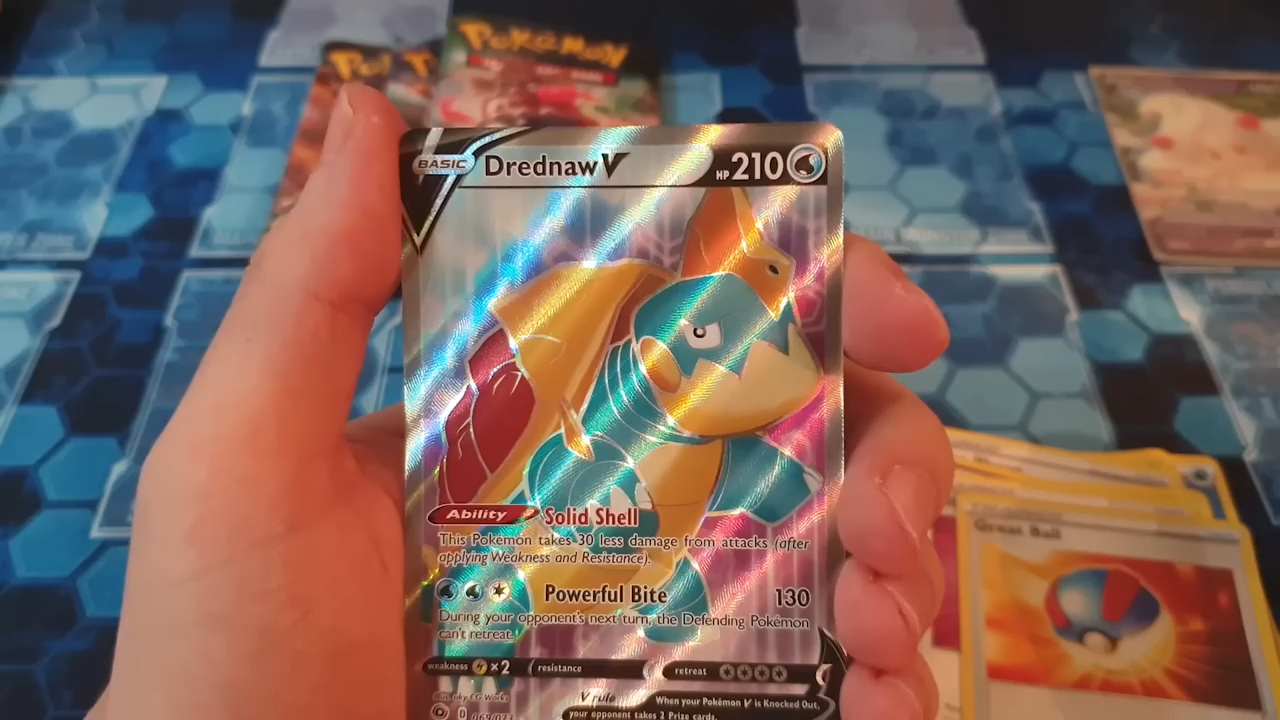 Pokémon
BASIC Drednaw V HP 210
Ability Solid Shell
This Pokémon takes 30 less damage from attacks (after
applying Weakness and Resistance).
Powerful Bite 130
During your opponent's next turn, the Defending Pokémon
can't retreat.
weakness ×2 resistance retreat
V rule When your Pokémon V is Knocked Out,
your opponent takes 2 Prize cards.
D
Great Ball